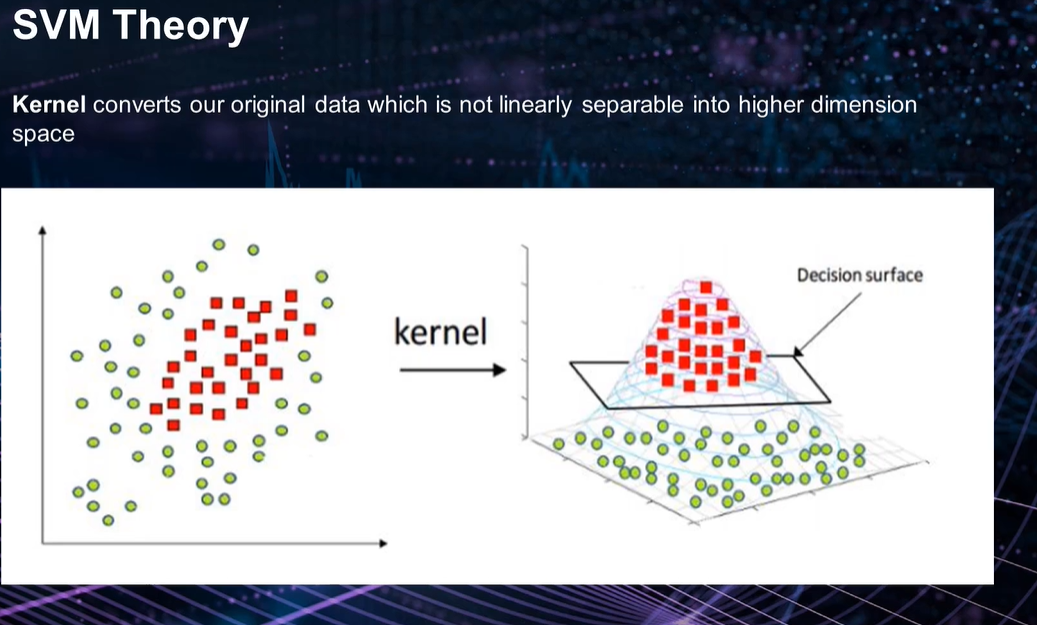 SVM Theory
Kernel converts our original data which is not linearly separable into higher dimension
space
kernel
Decision surface